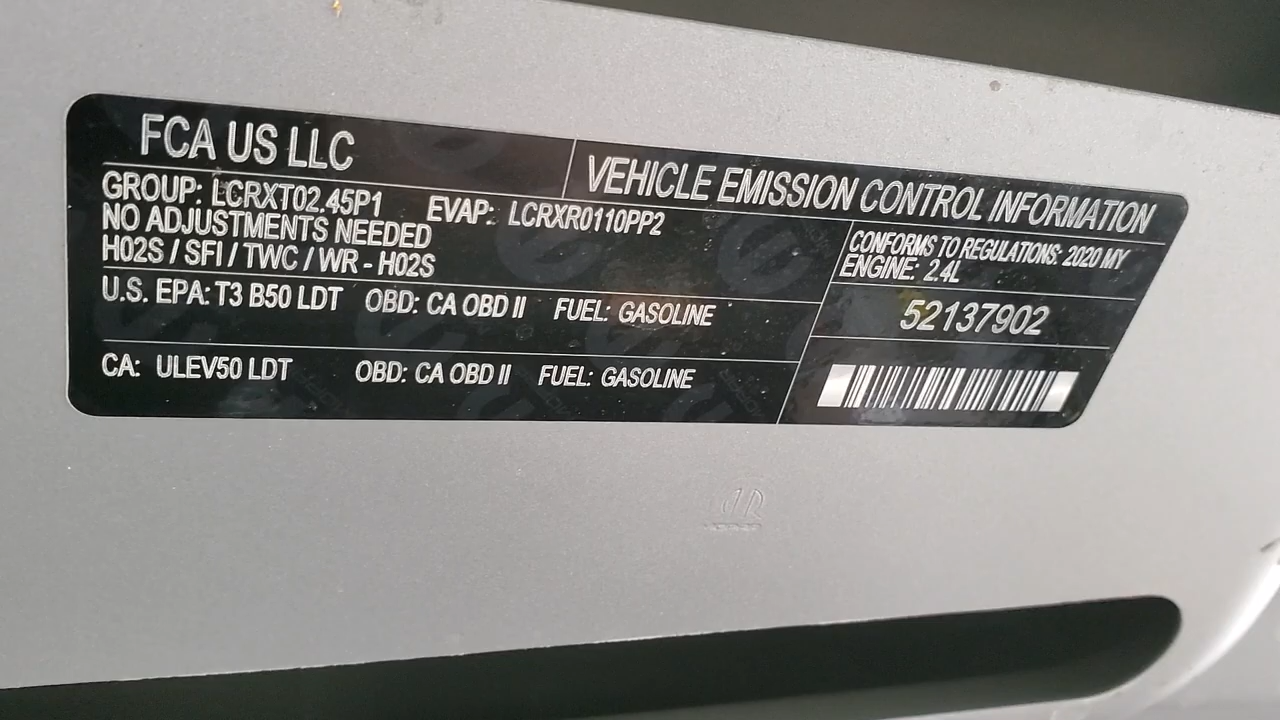 FCA US LLC
VEHICLE EMISSION CONTROL INFORMATION
GROUP: LCRXT02.45P1 EVAP: LCRXR0110PP2
NO ADJUSTMENTS NEEDED
H02S / SFI / TWC / WR - H02S
CONFORMS TO REGULATIONS: 2020 MY
ENGINE: 2.4L
U.S. EPA: T3 B50 LDT OBD: CA OBD II FUEL: GASOLINE
52137902
CA: ULEV50 LDT OBD: CA OBD II FUEL: GASOLINE